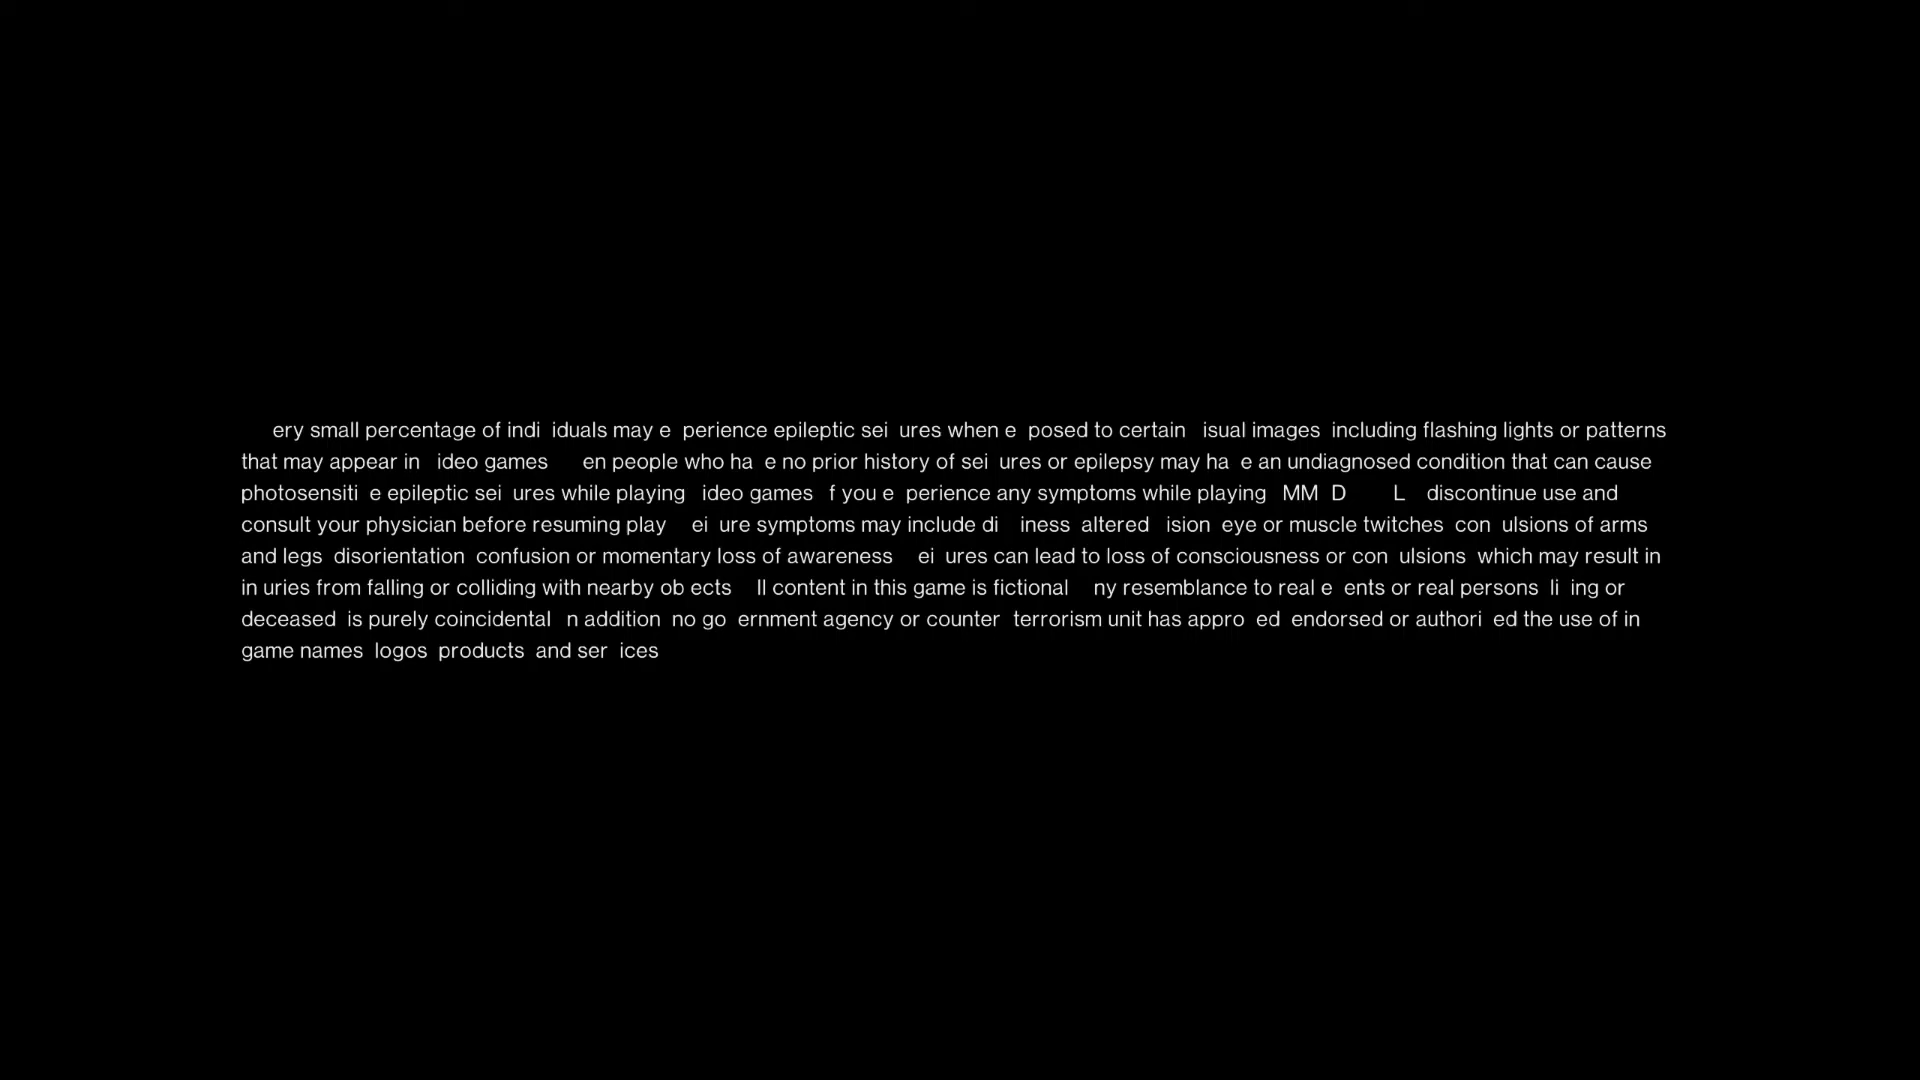 ery small percentage of indi iduals may e perience epileptic sei ures when e posed to certain isual images including flashing lights or patterns
that may appear in ideo games en people who ha e no prior history of sei ures or epilepsy may ha e an undiagnosed condition that can cause
photosensiti e epileptic sei ures while playing ideo games f you e perience any symptoms while playing MM D L discontinue use and
consult your physician before resuming play ei ure symptoms may include di iness altered ision eye or muscle twitches con ulsions of arms
and legs disorientation confusion or momentary loss of awareness ei ures can lead to loss of consciousness or con ulsions which may result in
in uries from falling or colliding with nearby ob ects ll content in this game is fictional ny resemblance to real e ents or real persons li ing or
deceased is purely coincidental n addition no go ernment agency or counter terrorism unit has appro ed endorsed or authori ed the use of in
game names logos products and ser ices